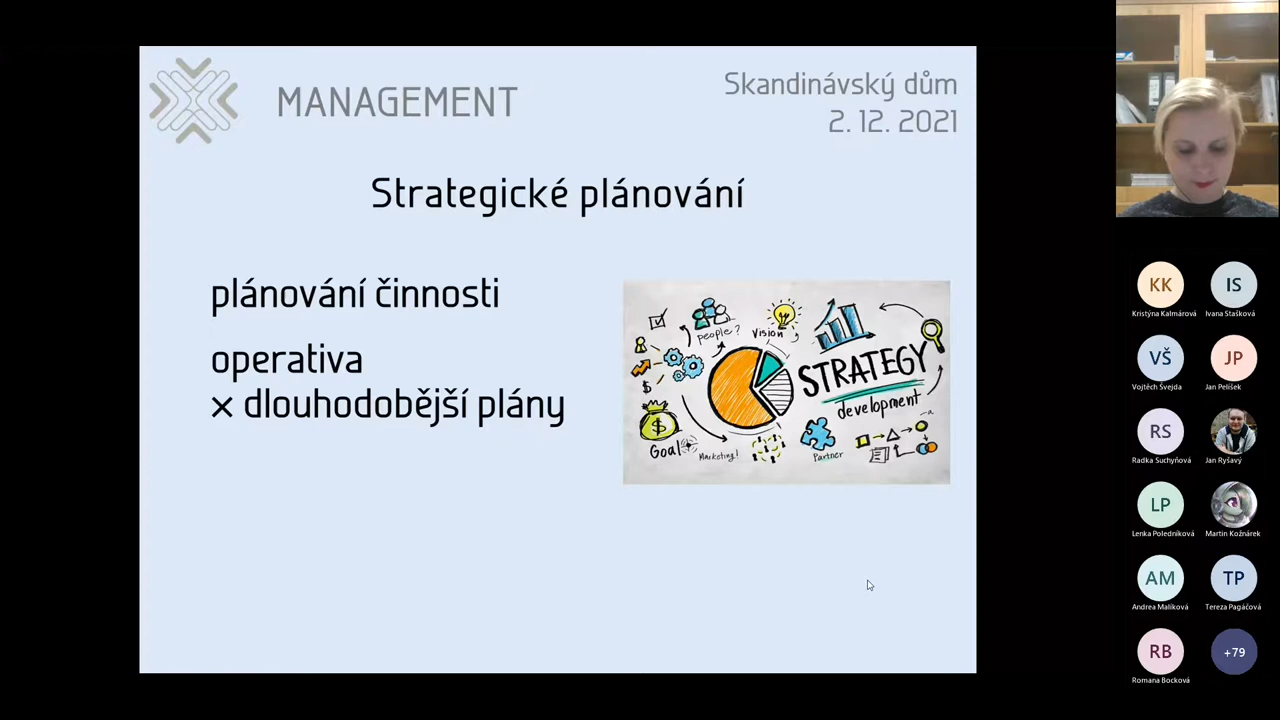 MANAGEMENT
Skandinávský dům
2. 12. 2021
Strategické plánování
plánování činnosti
operativa
× dlouhodobější plány
people?
Vision
STRATEGY
development
$
$
Goal
Marketing!
Partner
KK
Kristýna Kalmárová
IS
Ivana Stašková
VŠ
Vojtěch Švejda
JP
Jan Pelíšek
RS
Radka Suchyňová
Jan Ryšavý
LP
Lenka Poledníková
Martin Kožnárek
AM
Andrea Malíková
TP
Tereza Pagáčová
RB
Romana Bocková
+79